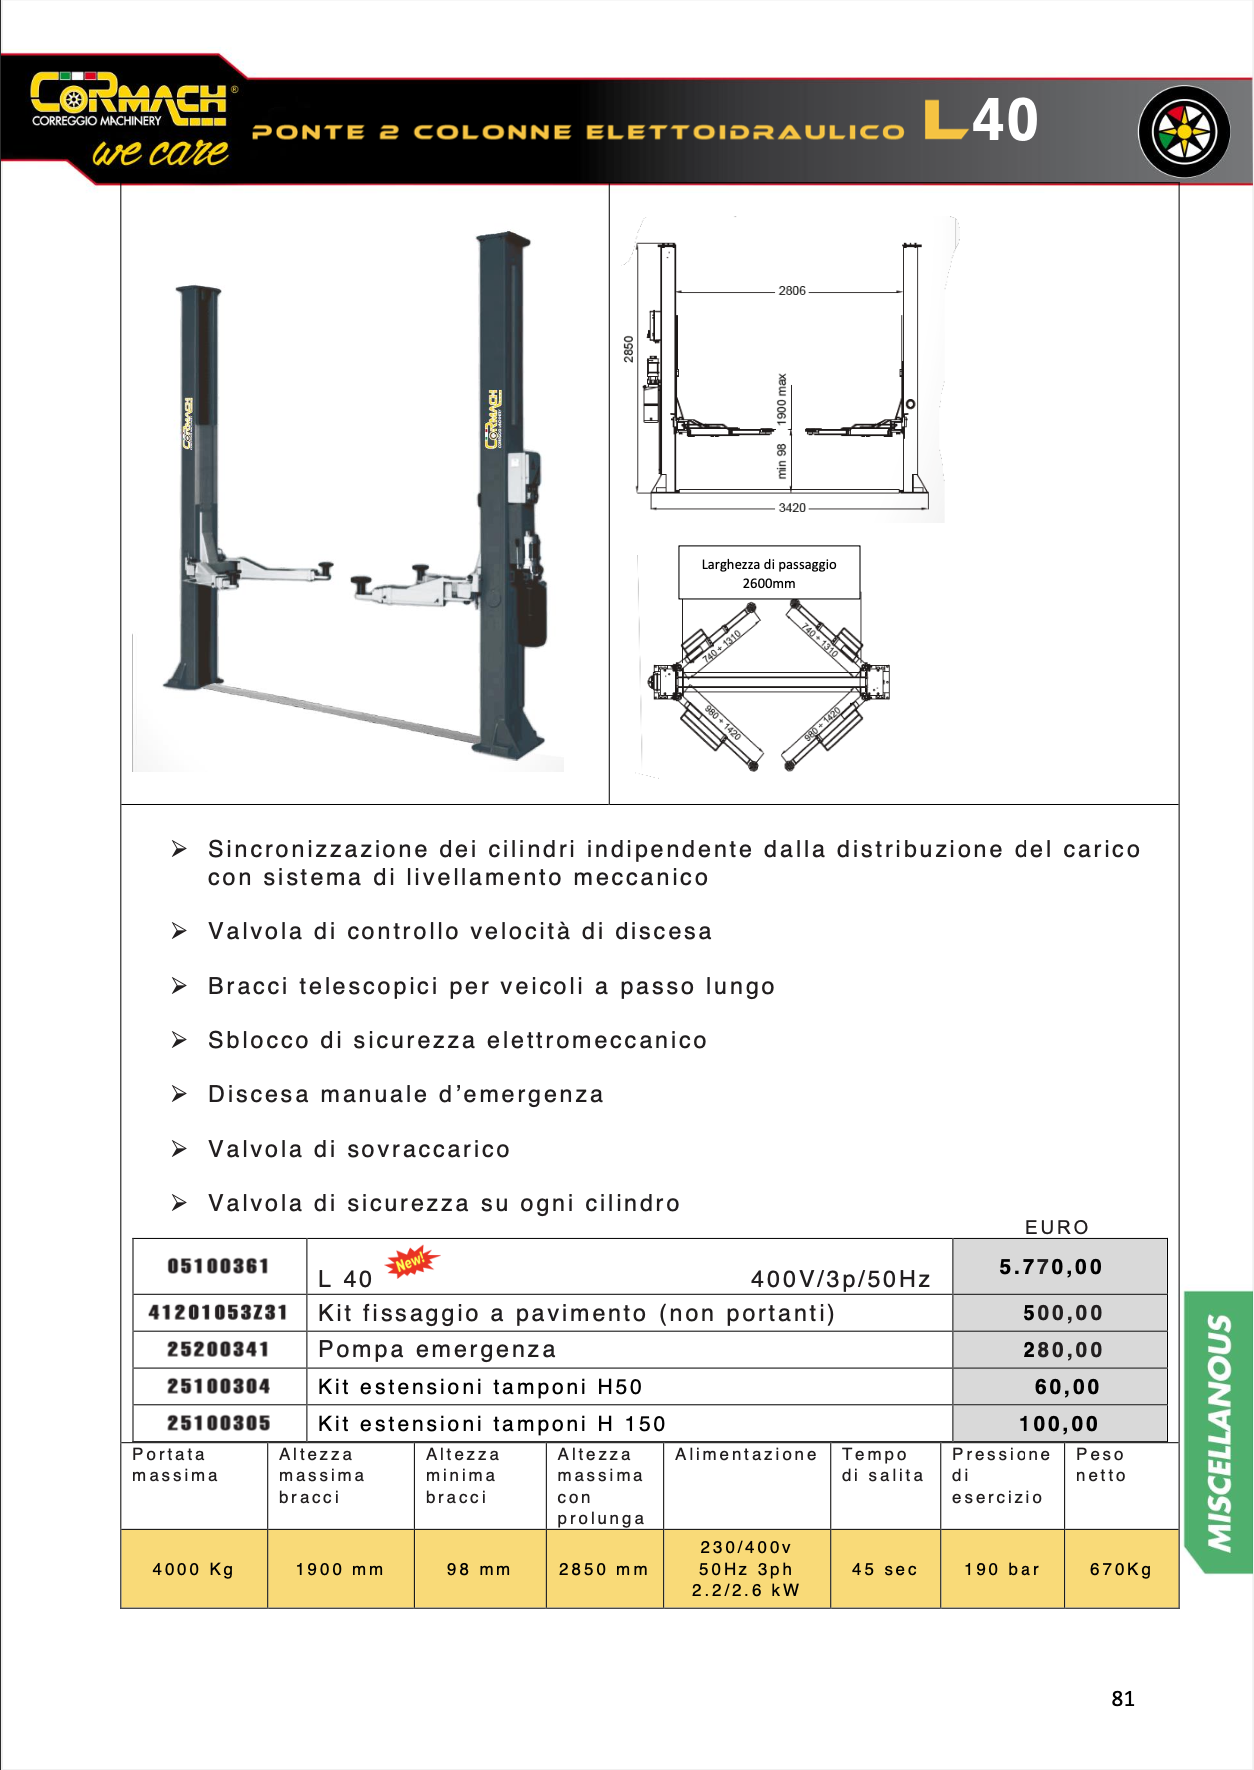 CORMACH®
CORREGGIO MACHINERY
we care
PONTE 2 COLONNE ELETTOIDRAULICO L40
CORMACH
CORMACH
2806
2850
1900 max
min 98
3420
Larghezza di passaggio
2600mm
740 ÷ 1310
740 ÷ 1310
980 ÷ 1420
980 ÷ 1420
➢ Sincronizzazione dei cilindri indipendente dalla distribuzione del carico
con sistema di livellamento meccanico
➢ Valvola di controllo velocità di discesa
➢ Bracci telescopici per veicoli a passo lungo
➢ Sblocco di sicurezza elettromeccanico
➢ Discesa manuale d’emergenza
➢ Valvola di sovraccarico
➢ Valvola di sicurezza su ogni cilindro
EURO
05100361 L 40 New! 400V/3p/50Hz 5.770,00
41201053Z31 Kit fissaggio a pavimento (non portanti) 500,00
25200341 Pompa emergenza 280,00
25100304 Kit estensioni tamponi H50 60,00
25100305 Kit estensioni tamponi H 150 100,00
Portata Altezza Altezza Altezza Alimentazione Tempo Pressione Peso
massima massima minima massima di salita di netto
bracci bracci con esercizio
prolunga
230/400v
4000 Kg 1900 mm 98 mm 2850 mm 50Hz 3ph 45 sec 190 bar 670Kg
2.2/2.6 kW
MISCELLANOUS
81